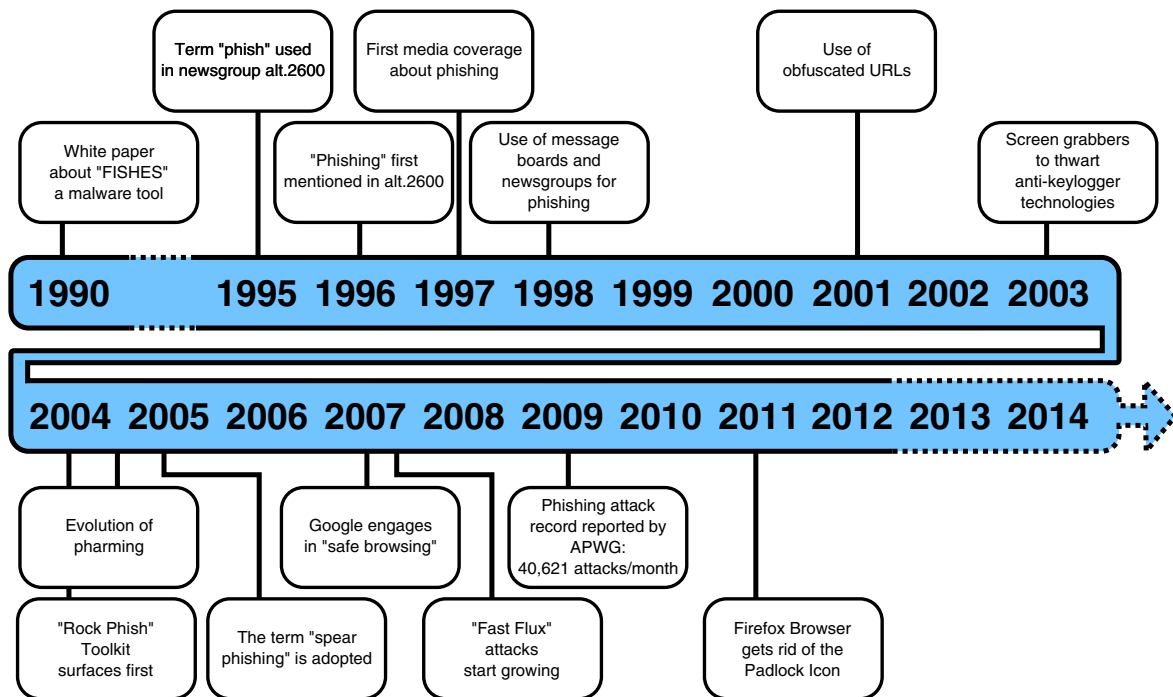 Term "phish" used
in newsgroup alt.2600
First media coverage
about phishing
Use of
obfuscated URLs
White paper
about "FISHES"
a malware tool
"Phishing" first
mentioned in alt.2600
Use of message
boards and
newsgroups for
phishing
Screen grabbers
to thwart
anti-keylogger
technologies
1990 1995 1996 1997 1998 1999 2000 2001 2002 2003
2004 2005 2006 2007 2008 2009 2010 2011 2012 2013 2014
Evolution of
pharming
Google engages
in "safe browsing"
Phishing attack
record reported by
APWG:
40,621 attacks/month
"Rock Phish"
Toolkit
surfaces first
The term "spear
phishing" is adopted
"Fast Flux"
attacks
start growing
Firefox Browser
gets rid of the
Padlock Icon